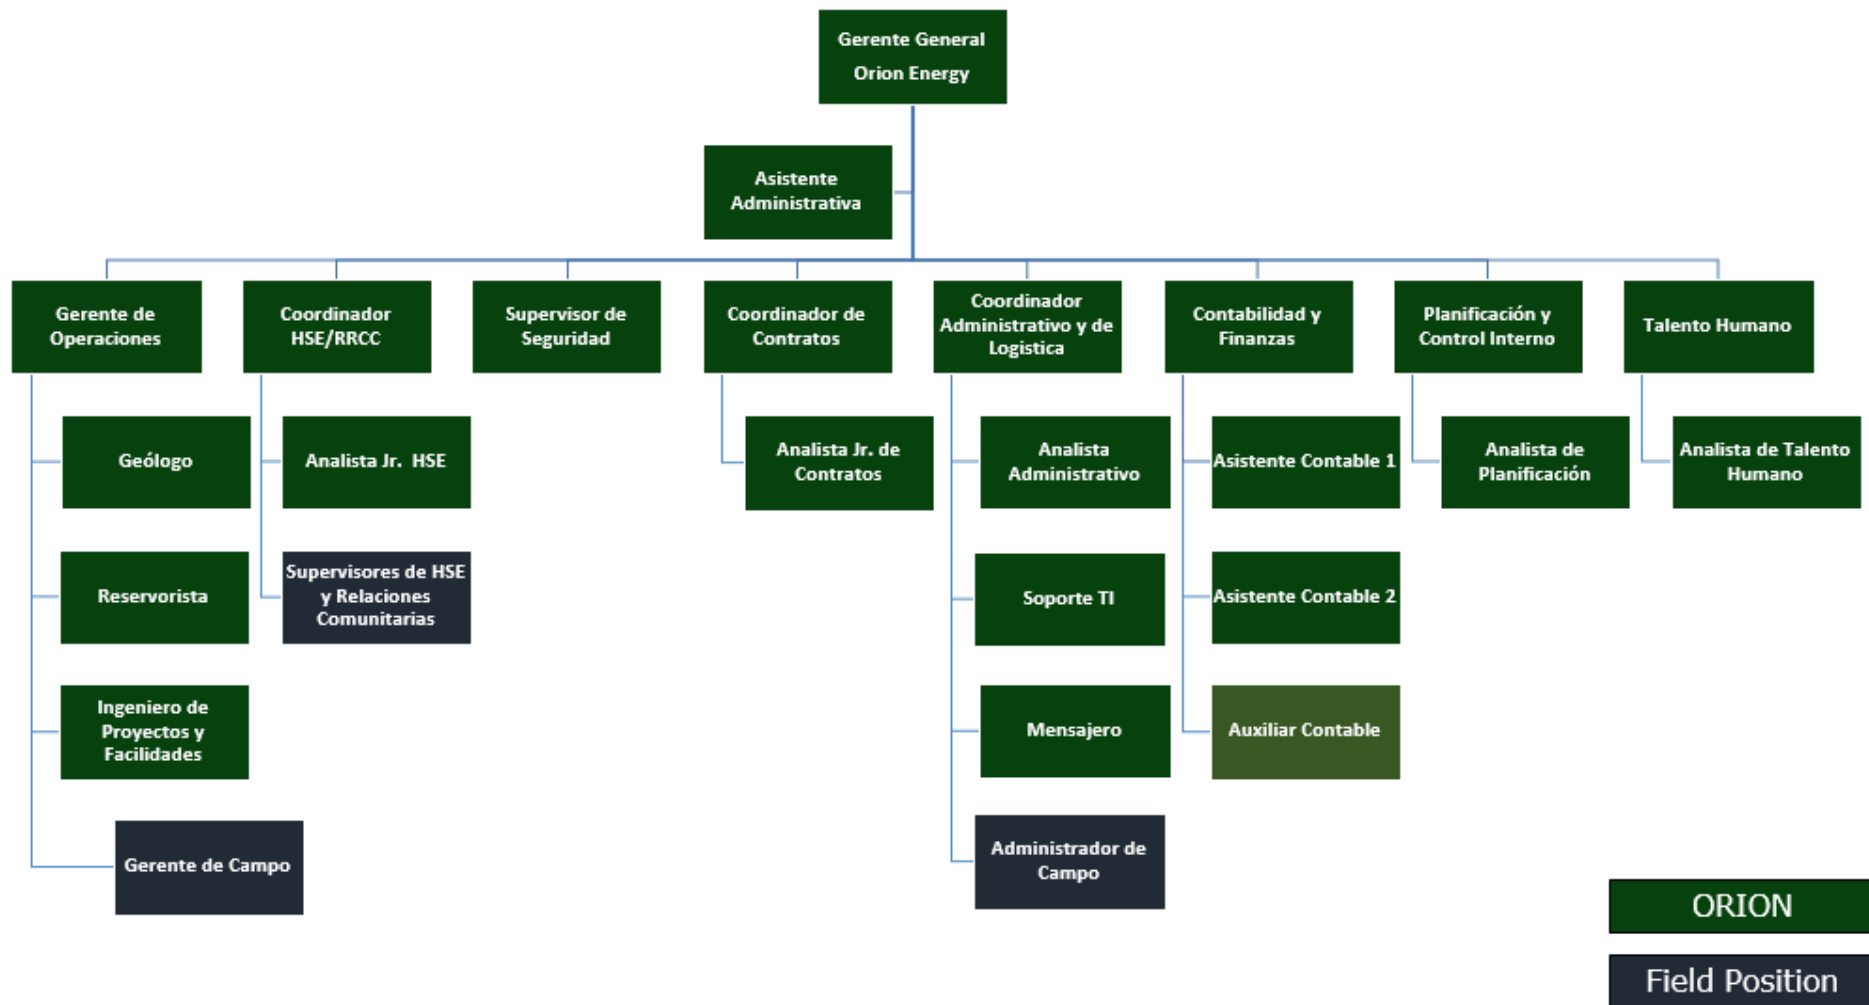 Gerente General
Orion Energy
Asistente
Administrativa
Gerente de
Operaciones
Coordinador
HSE/RRCC
Supervisor de
Seguridad
Coordinador de
Contratos
Coordinador
Administrativo y de
Logistica
Contabilidad y
Finanzas
Planificación y
Control Interno
Talento Humano
Geólogo
Analista Jr.  HSE
Analista Jr. de
Contratos
Analista
Administrativo
Asistente Contable 1
Analista de
Planificación
Analista de Talento
Humano
Reservorista
Supervisores de HSE
y Relaciones
Comunitarias
Soporte TI
Asistente Contable 2
Ingeniero de
Proyectos y
Facilidades
Mensajero
Auxiliar Contable
Gerente de Campo
Administrador de
Campo
ORION
Field Position